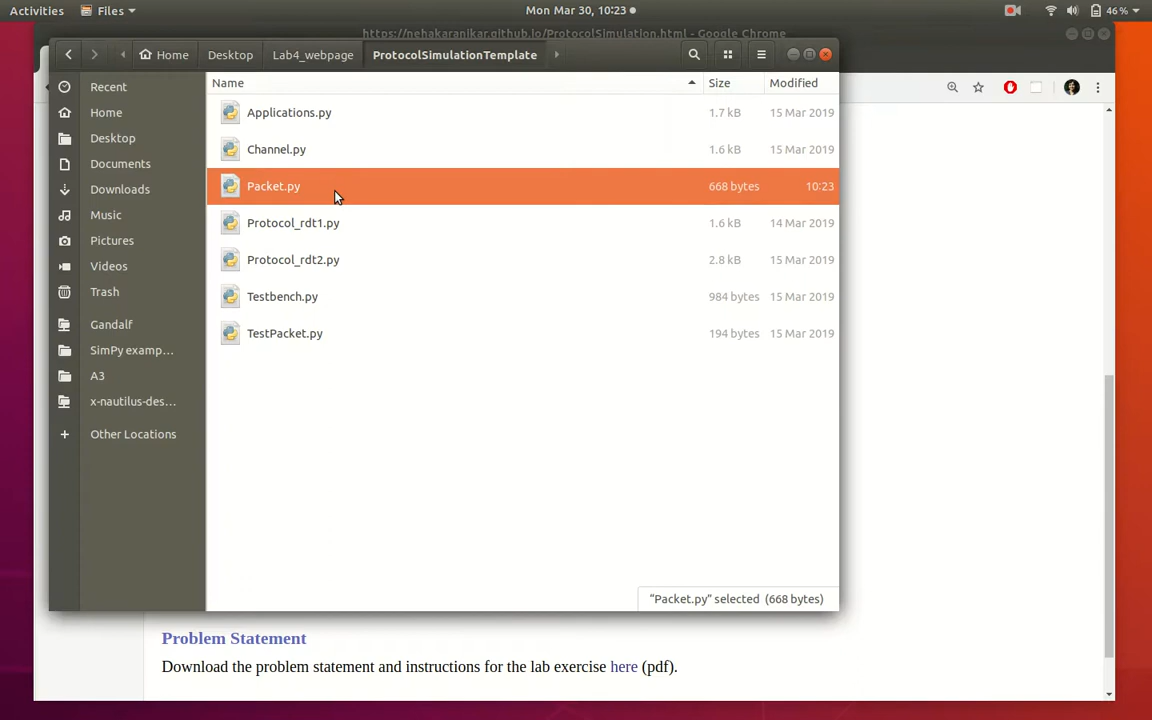 Activities Files Mon Mar 30, 10:23 46%
https://nehakaranikar.github.io/ProtocolSimulation.html - Google Chrome
Home Desktop Lab4_webpage ProtocolSimulationTemplate
Name Size Modified
Recent
Home
Desktop
Documents
Downloads
Music
Pictures
Videos
Trash
Gandalf
SimPy examp...
A3
x-nautilus-des...
Other Locations
Applications.py 1.7 kB 15 Mar 2019
Channel.py 1.6 kB 15 Mar 2019
Packet.py 668 bytes 10:23
Protocol_rdt1.py 1.6 kB 14 Mar 2019
Protocol_rdt2.py 2.8 kB 15 Mar 2019
Testbench.py 984 bytes 15 Mar 2019
TestPacket.py 194 bytes 15 Mar 2019
“Packet.py” selected (668 bytes)
Problem Statement
Download the problem statement and instructions for the lab exercise here (pdf).